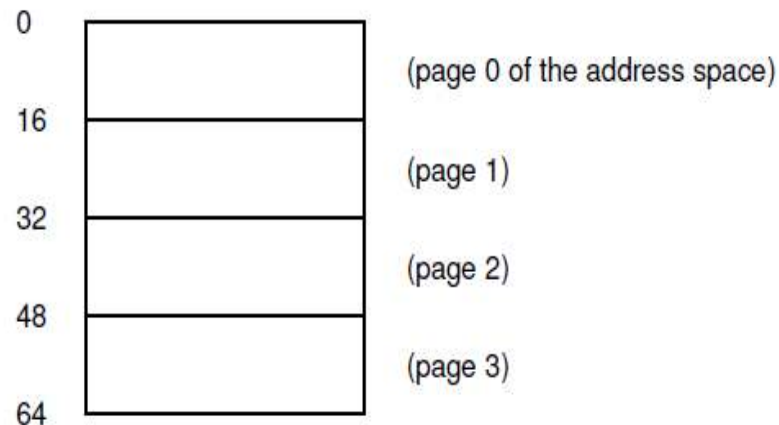 0
(page 0 of the address space)
16
(page 1)
32
(page 2)
48
(page 3)
64